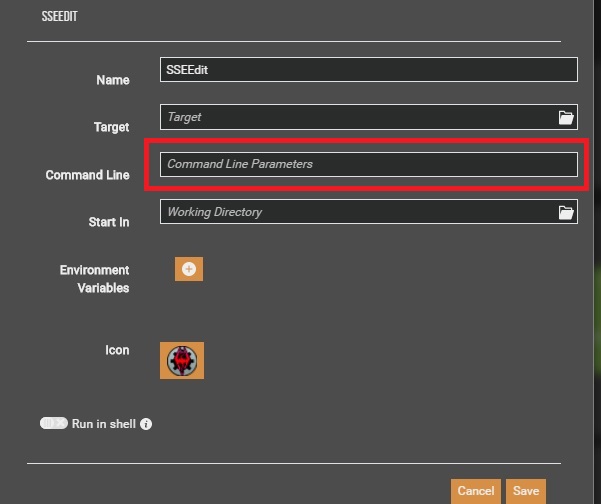 SSEEDIT
Name
SSEEdit
Target
Target
Command Line
Command Line Parameters
Start In
Working Directory
Environment
Variables
Icon
Run in shell
Cancel
Save